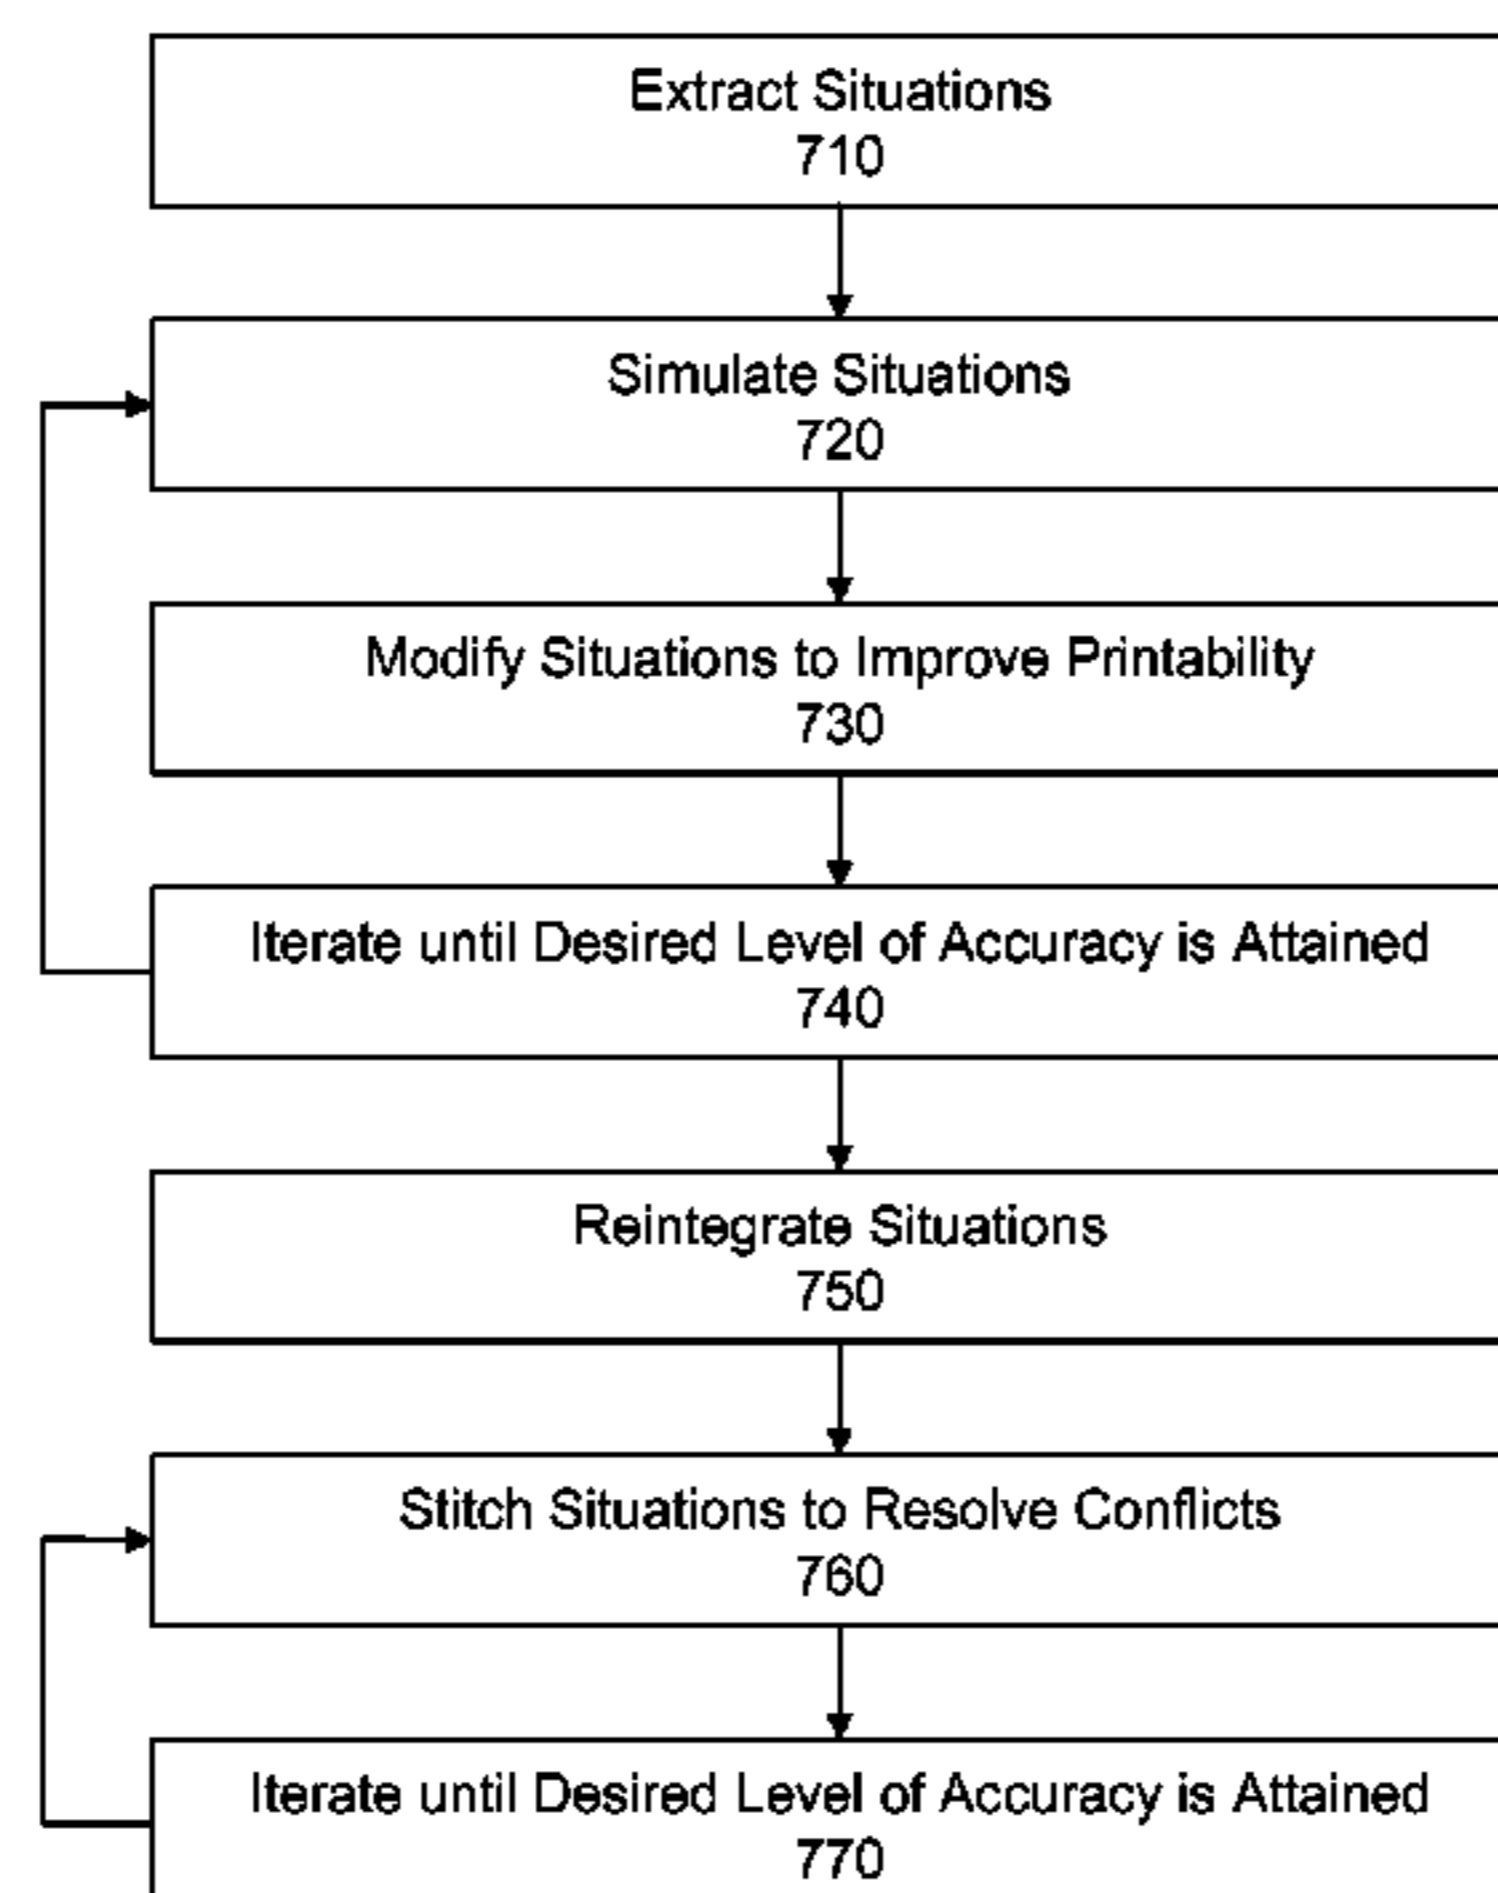 Extract Situations
710
Simulate Situations
720
Modify Situations to Improve Printability
730
Iterate until Desired Level of Accuracy is Attained
740
Reintegrate Situations
750
Stitch Situations to Resolve Conflicts
760
Iterate until Desired Level of Accuracy is Attained
770